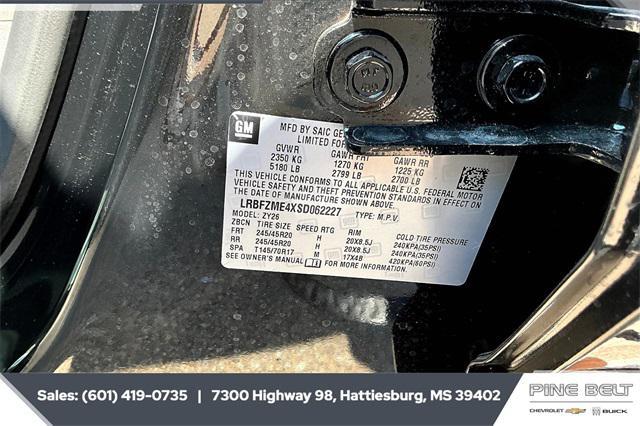 GM
MFD BY SAIC GE
LIMITED FOR
GVWR GAWR FRT GAWR RR
2350 KG 1270 KG 1225 KG
5180 LB 2799 LB 2700 LB
THIS VEHICLE CONFORMS TO ALL APPLICABLE U.S. FEDERAL MOTOR
VEHICLE SAFETY AND THEFT PREVENTION STANDARDS IN EFFECT ON
THE DATE OF MANUFACTURE SHOWN ABOVE.
LRBFZME4XSD062227 TYPE: M.P.V.
MODEL: ZY26
ZBCN TIRE SIZE SPEED RTG RIM COLD TIRE PRESSURE
FRT 245/45R20 H 20X8.5J 240KPA(35PSI)
RR 245/45R20 H 20X8.5J 240KPA(35PSI)
SPA T145/70R17 M 17X4B 420KPA(60PSI)
SEE OWNER'S MANUAL FOR MORE INFORMATION.
Sales: (601) 419-0735 | 7300 Highway 98, Hattiesburg, MS 39402
PINE BELT
CHEVROLET BUICK